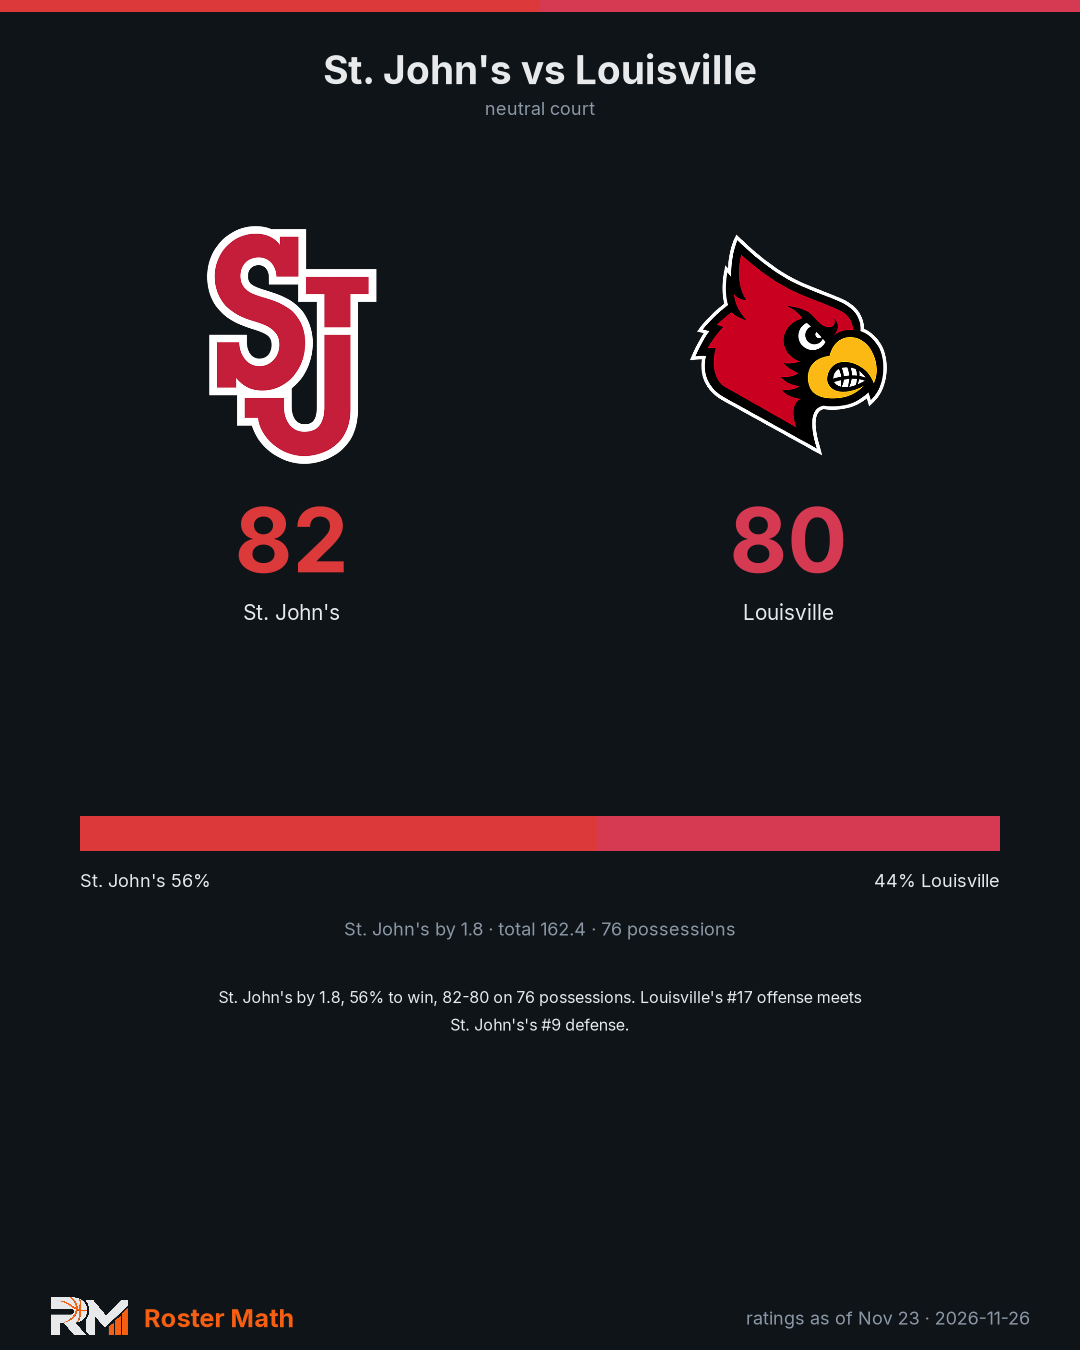 St. John's vs Louisville
neutral court
STJ
82
80
St. John's
Louisville
St. John's 56%
44% Louisville
St. John's by 1.8 · total 162.4 · 76 possessions
St. John's by 1.8, 56% to win, 82-80 on 76 possessions. Louisville's #17 offense meets
St. John's's #9 defense.
RM Roster Math
ratings as of Nov 23 · 2026-11-26